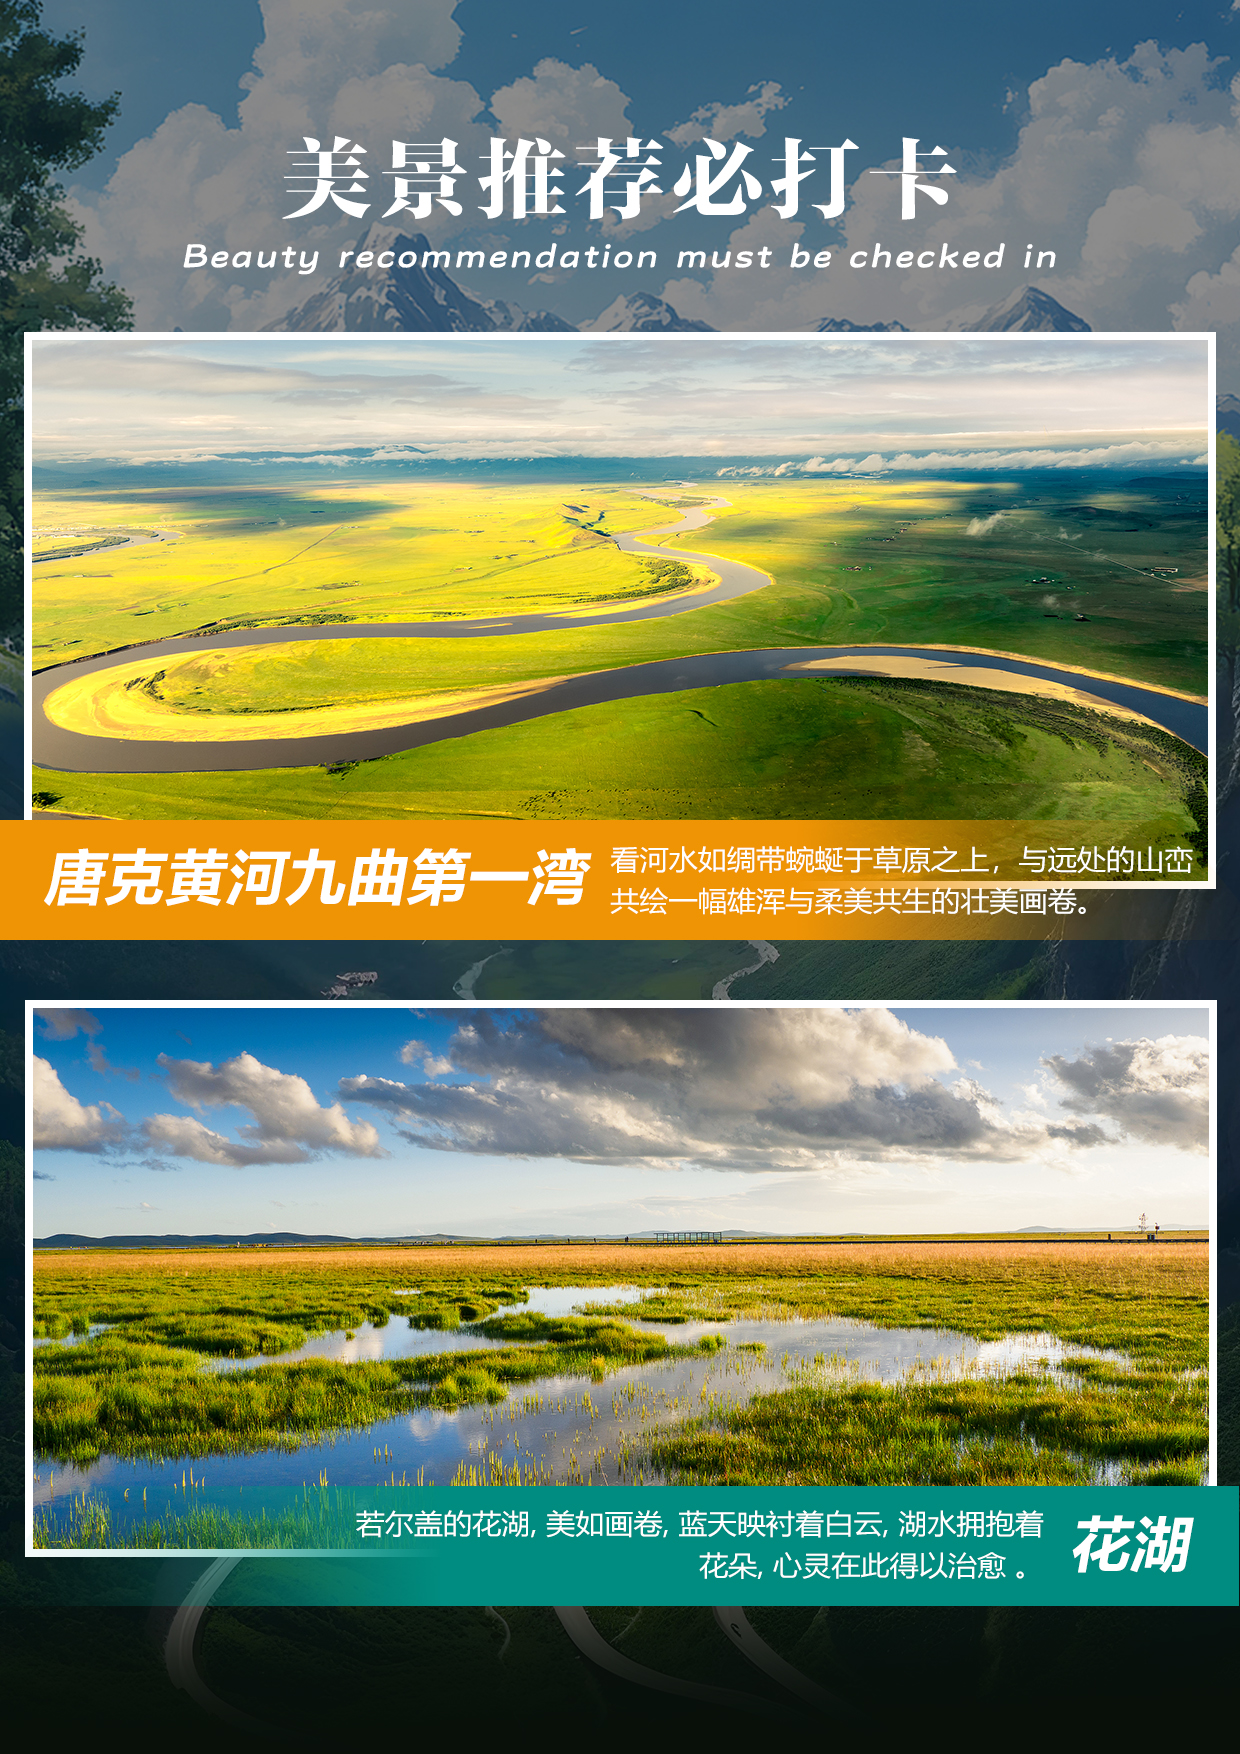 美景推荐必打卡
Beauty recommendation must be checked in
唐克黄河九曲第一湾
看河水如绸带蜿蜒于草原之上，与远处的山峦
共绘一幅雄浑与柔美共生的壮美画卷。
若尔盖的花湖, 美如画卷, 蓝天映衬着白云, 湖水拥抱着
花朵, 心灵在此得以治愈 。
花湖